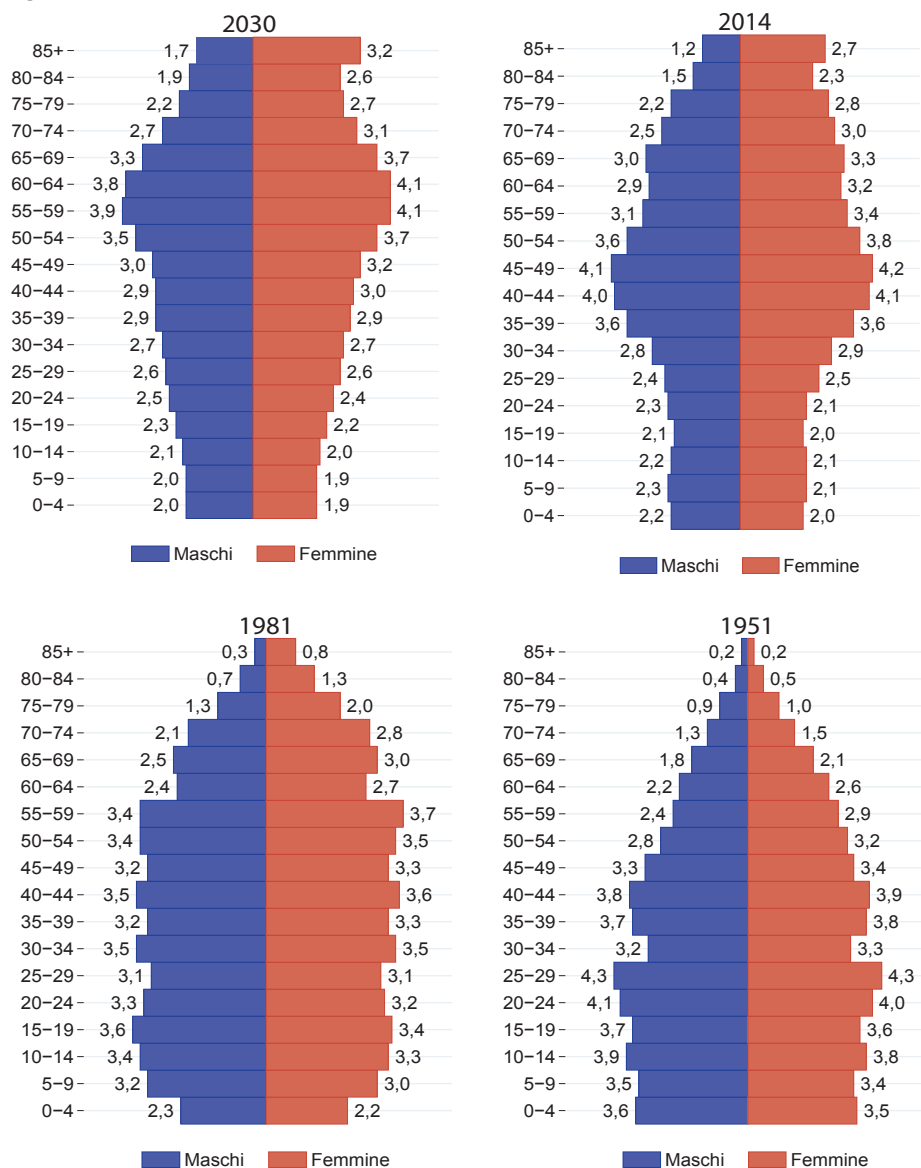 2030
85+ 1,7 3,2
80−84 1,9 2,6
75−79 2,2 2,7
70−74 2,7 3,1
65−69 3,3 3,7
60−64 3,8 4,1
55−59 3,9 4,1
50−54 3,5 3,7
45−49 3,0 3,2
40−44 2,9 3,0
35−39 2,9 2,9
30−34 2,7 2,7
25−29 2,6 2,6
20−24 2,5 2,4
15−19 2,3 2,2
10−14 2,1 2,0
5−9 2,0 1,9
0−4 2,0 1,9
Maschi Femmine
2014
85+ 1,2 2,7
80−84 1,5 2,3
75−79 2,2 2,8
70−74 2,5 3,0
65−69 3,0 3,3
60−64 2,9 3,2
55−59 3,1 3,4
50−54 3,6 3,8
45−49 4,1 4,2
40−44 4,0 4,1
35−39 3,6 3,6
30−34 2,8 2,9
25−29 2,4 2,5
20−24 2,3 2,1
15−19 2,1 2,0
10−14 2,2 2,1
5−9 2,3 2,1
0−4 2,2 2,0
Maschi Femmine
1981
85+ 0,3 0,8
80−84 0,7 1,3
75−79 1,3 2,0
70−74 2,1 2,8
65−69 2,5 3,0
60−64 2,4 2,7
55−59 3,4 3,7
50−54 3,4 3,5
45−49 3,2 3,3
40−44 3,5 3,6
35−39 3,2 3,3
30−34 3,5 3,5
25−29 3,1 3,1
20−24 3,3 3,2
15−19 3,6 3,4
10−14 3,4 3,3
5−9 3,2 3,0
0−4 2,3 2,2
Maschi Femmine
1951
85+ 0,2 0,2
80−84 0,4 0,5
75−79 0,9 1,0
70−74 1,3 1,5
65−69 1,8 2,1
60−64 2,2 2,6
55−59 2,4 2,9
50−54 2,8 3,2
45−49 3,3 3,4
40−44 3,8 3,9
35−39 3,7 3,8
30−34 3,2 3,3
25−29 4,3 4,3
20−24 4,1 4,0
15−19 3,7 3,6
10−14 3,9 3,8
5−9 3,5 3,4
0−4 3,6 3,5
Maschi Femmine